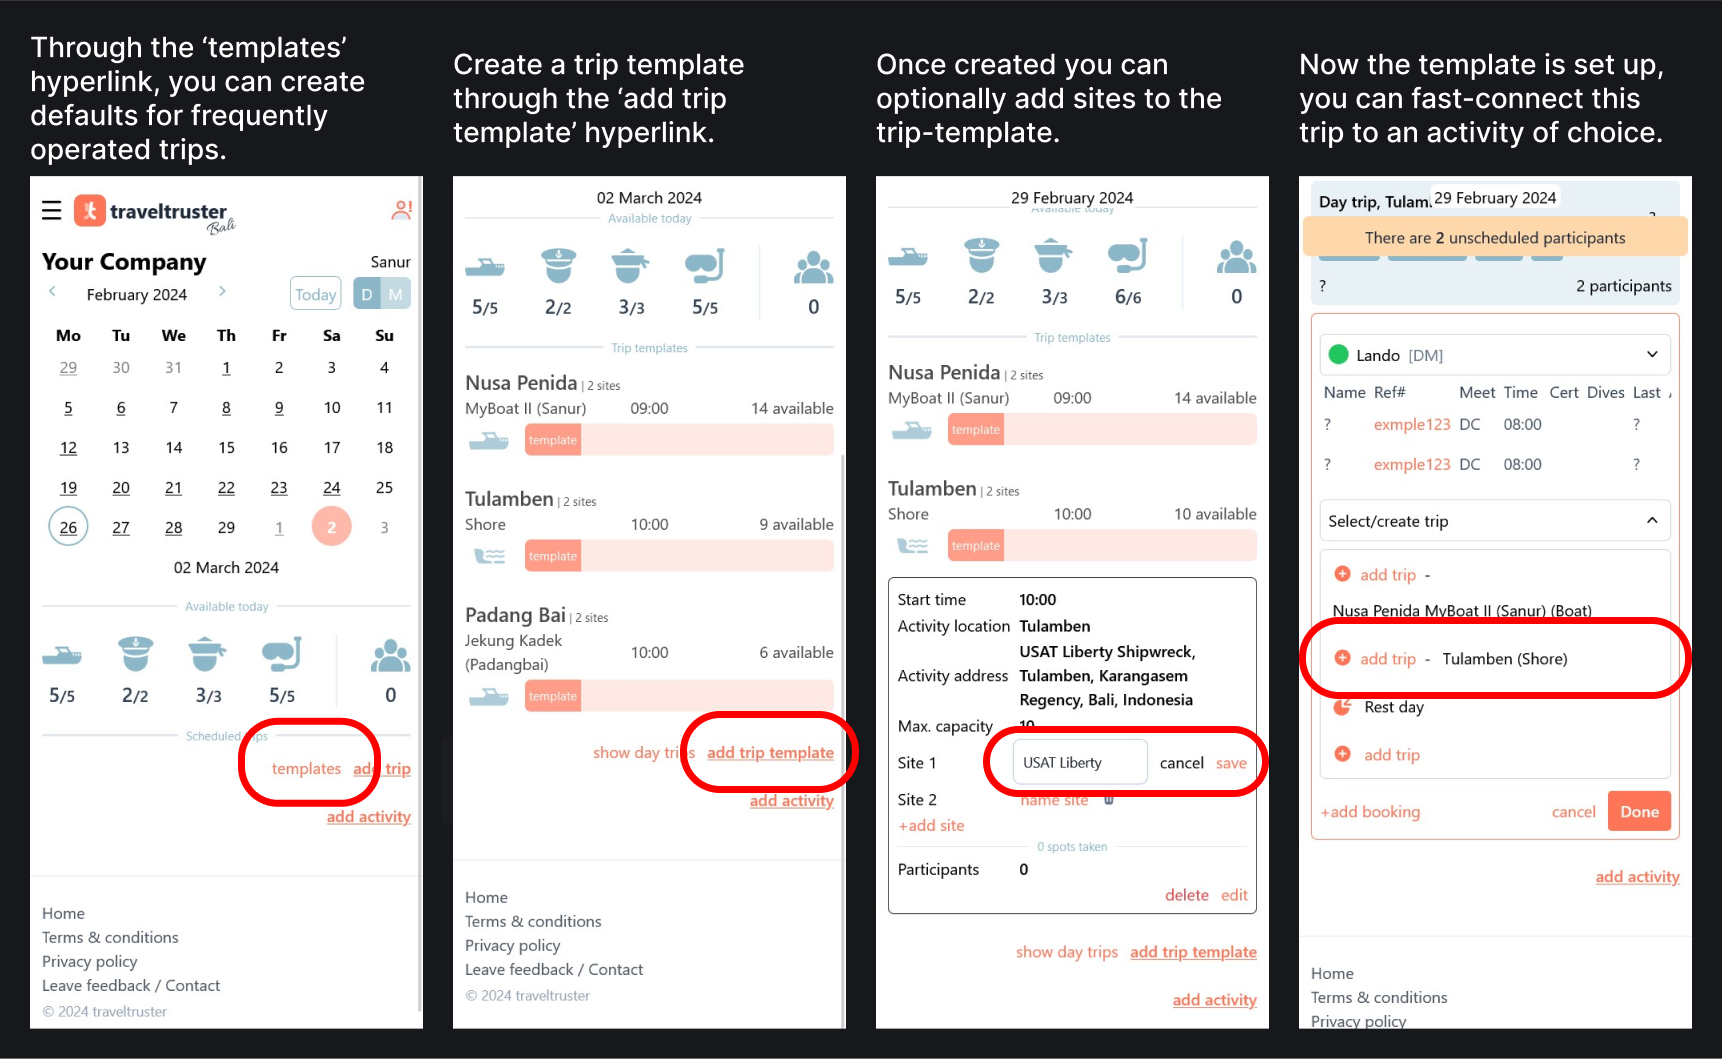 Through the ‘templates’
hyperlink, you can create
defaults for frequently
operated trips.
traveltruster
Bali
Your Company
Sanur
February 2024
Today
D M
Mo Tu We Th Fr Sa Su
29 30 31 1 2 3 4
5 6 7 8 9 10 11
12 13 14 15 16 17 18
19 20 21 22 23 24 25
26 27 28 29 1 2 3
02 March 2024
Available today
5/5 2/2 3/3 5/5 0
Scheduled trips
templates add trip
add activity
Home
Terms & conditions
Privacy policy
Leave feedback / Contact
© 2024 traveltruster
Create a trip template
through the ‘add trip
template’ hyperlink.
02 March 2024
Available today
5/5 2/2 3/3 5/5 0
Trip templates
Nusa Penida | 2 sites
MyBoat II (Sanur) 09:00 14 available
template
Tulamben | 2 sites
Shore 10:00 9 available
template
Padang Bai | 2 sites
Jekung Kadek
(Padangbai) 10:00 6 available
template
show day trips add trip template
add activity
Home
Terms & conditions
Privacy policy
Leave feedback / Contact
© 2024 traveltruster
Once created you can
optionally add sites to the
trip-template.
29 February 2024
Available today
5/5 2/2 3/3 6/6 0
Trip templates
Nusa Penida | 2 sites
MyBoat II (Sanur) 09:00 14 available
template
Tulamben | 2 sites
Shore 10:00 10 available
template
Start time 10:00
Activity location Tulamben
Activity address USAT Liberty Shipwreck,
Tulamben, Karangasem
Regency, Bali, Indonesia
Max. capacity 10
Site 1 USAT Liberty cancel save
Site 2 name site
+add site
0 spots taken
Participants 0
delete edit
show day trips add trip template
add activity
Now the template is set up,
you can fast-connect this
trip to an activity of choice.
Day trip, Tulam
29 February 2024
?
There are 2 unscheduled participants
? 2 participants
Lando [DM]
Name Ref# Meet Time Cert Dives Last
? exmple123 DC 08:00 ?
? exmple123 DC 08:00 ?
Select/create trip
add trip -
Nusa Penida MyBoat II (Sanur) (Boat)
add trip - Tulamben (Shore)
Rest day
add trip
+add booking cancel Done
add activity
Home
Terms & conditions
Privacy policy